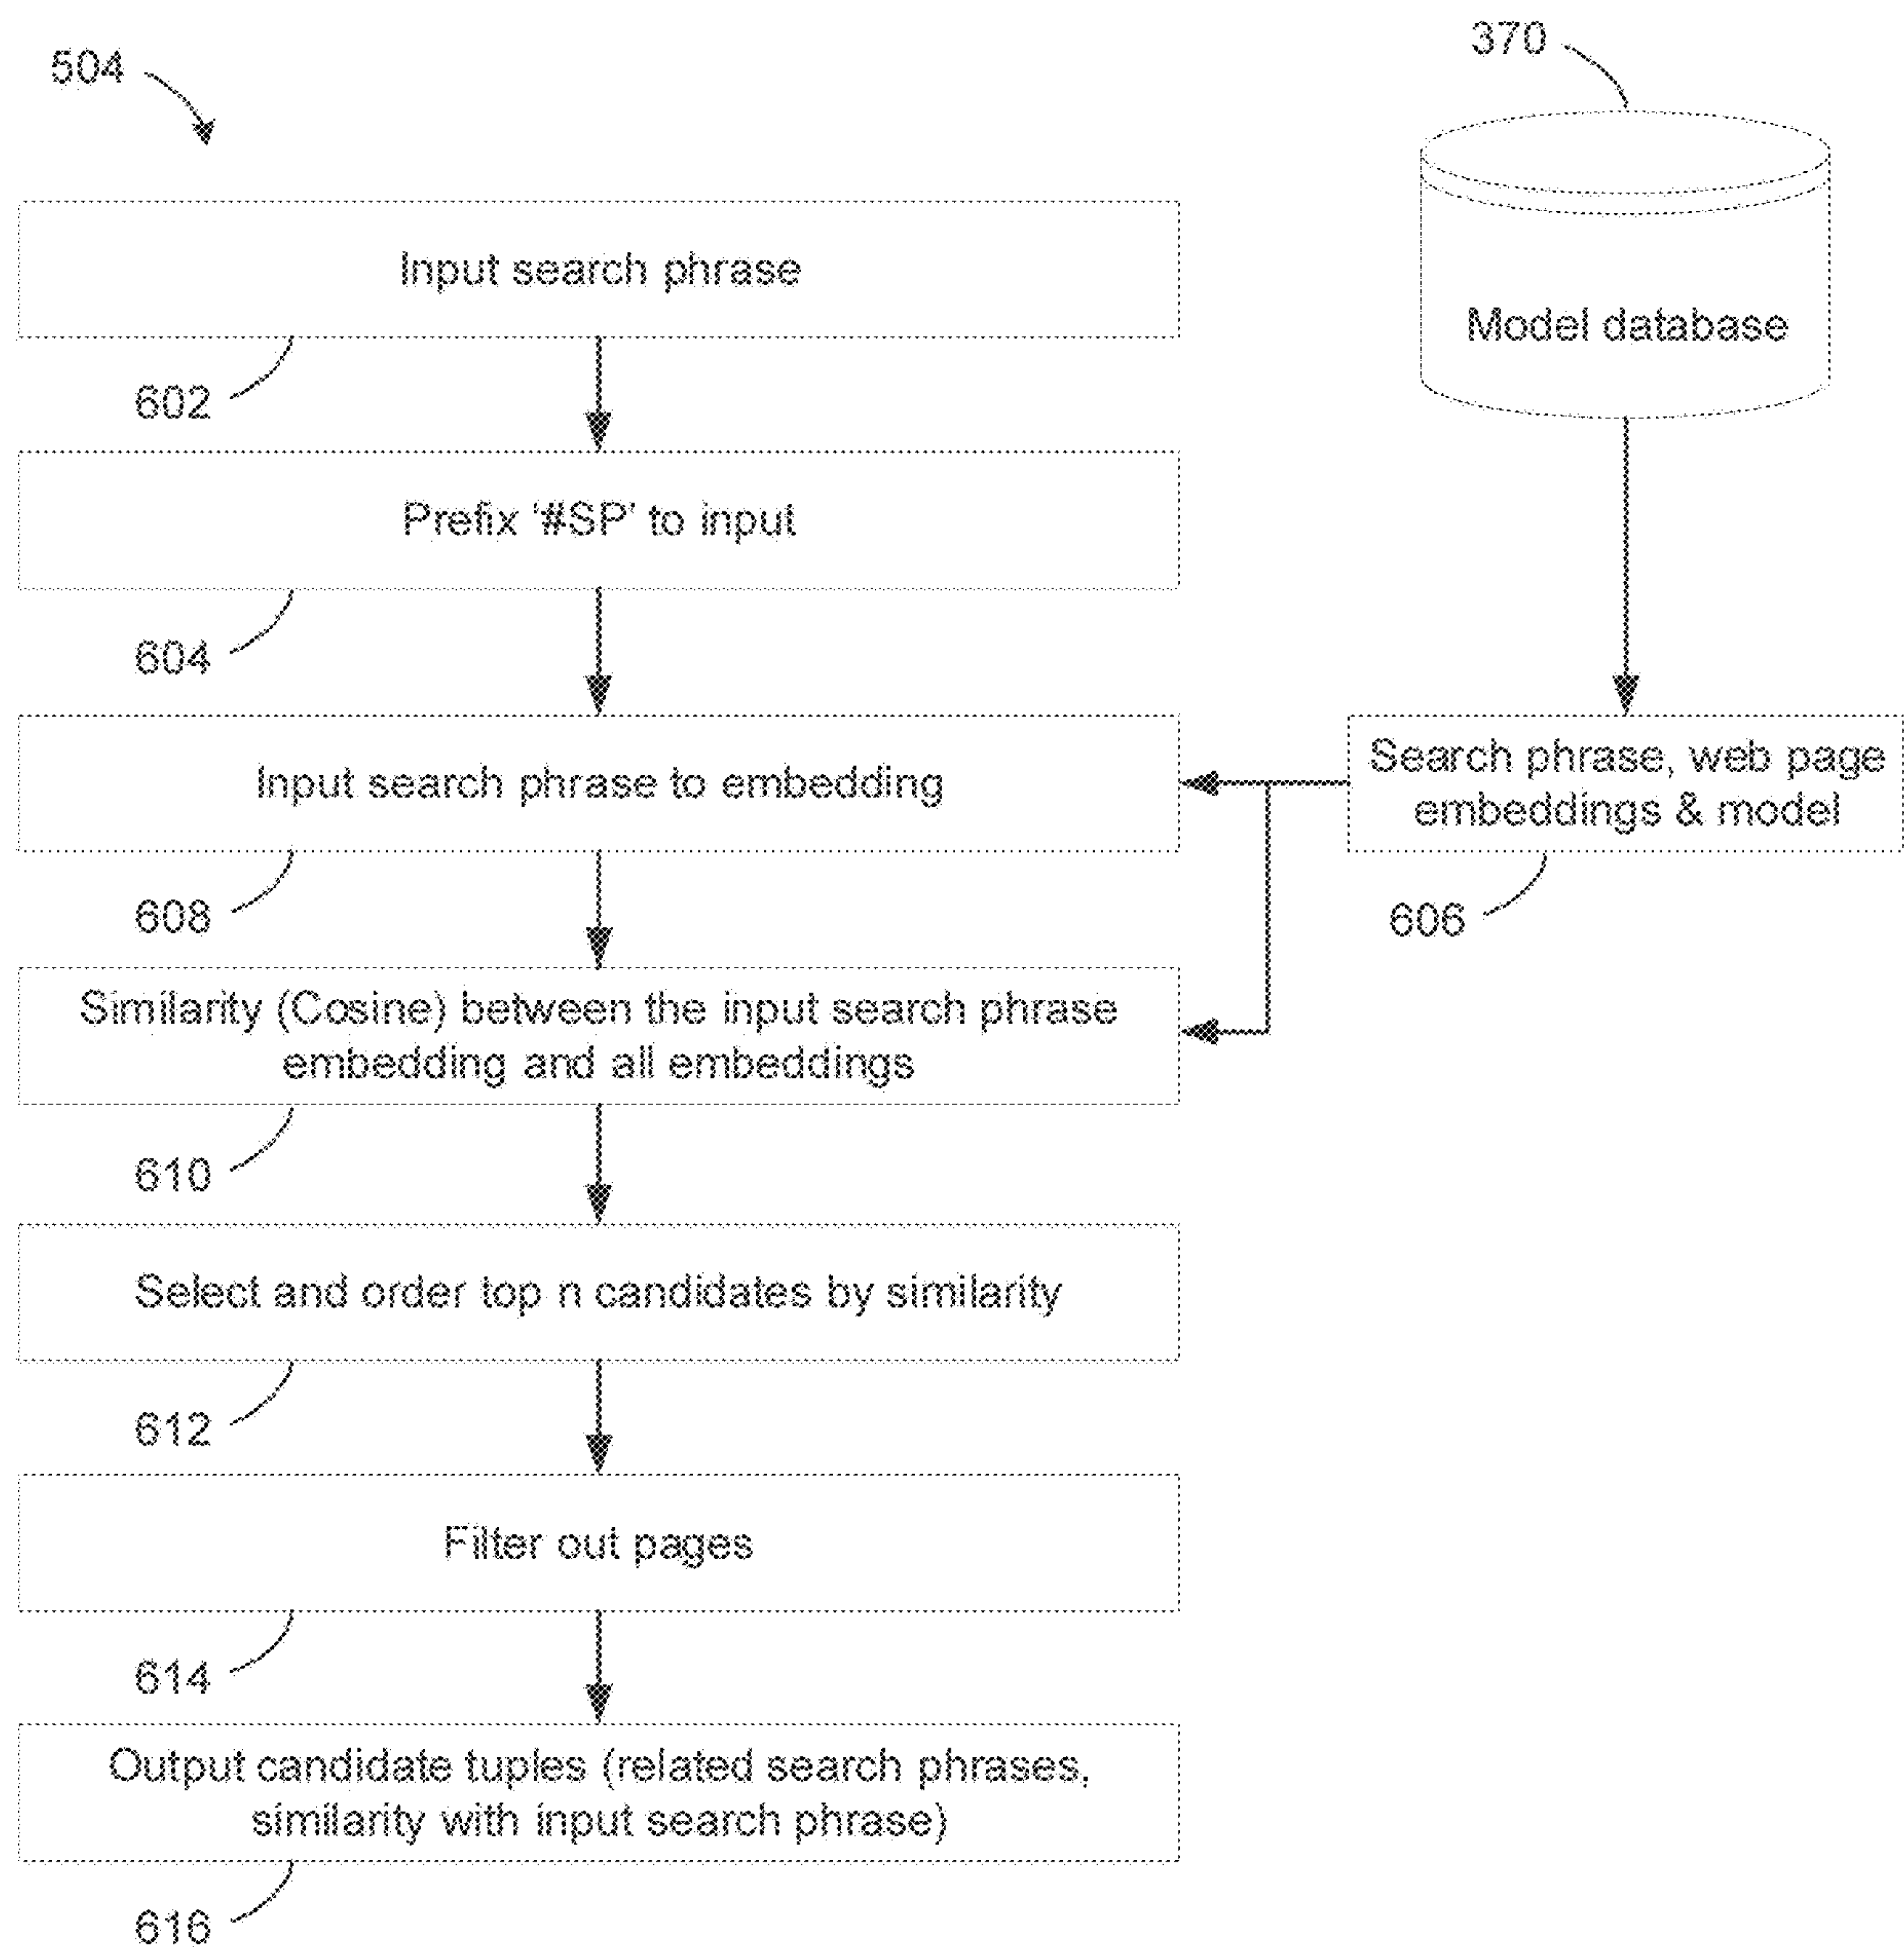 504
370
Input search phrase
Model database
602
Prefix '#SP' to input
604
Input search phrase to embedding
Search phrase, web page
embeddings & model
608
606
Similarity (Cosine) between the input search phrase
embedding and all embeddings
610
Select and order top n candidates by similarity
612
Filter out pages
614
Output candidate tuples (related search phrases,
similarity with input search phrase)
616